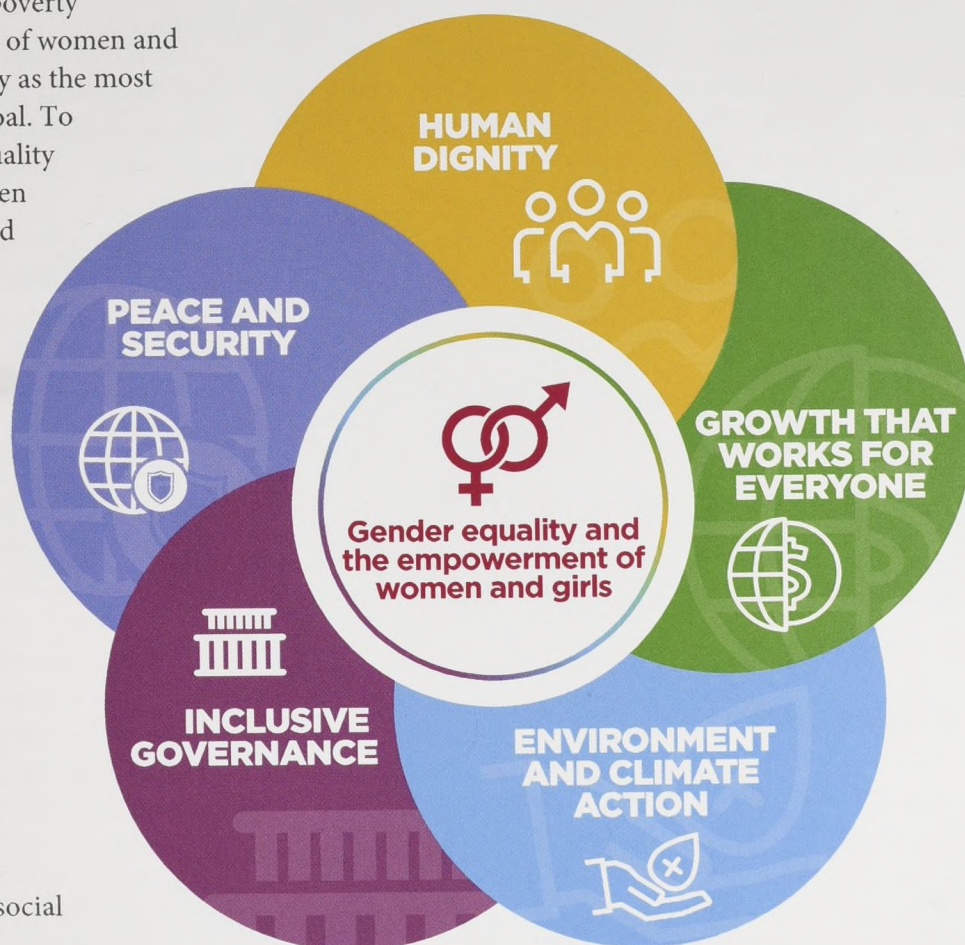 poverty
of women and
y as the most
oal. To
uality
en
d
social
HUMAN
DIGNITY
PEACE AND
SECURITY
GROWTH THAT
WORKS FOR
EVERYONE
Gender equality and
the empowerment of
women and girls
INCLUSIVE
GOVERNANCE
ENVIRONMENT
AND CLIMATE
ACTION